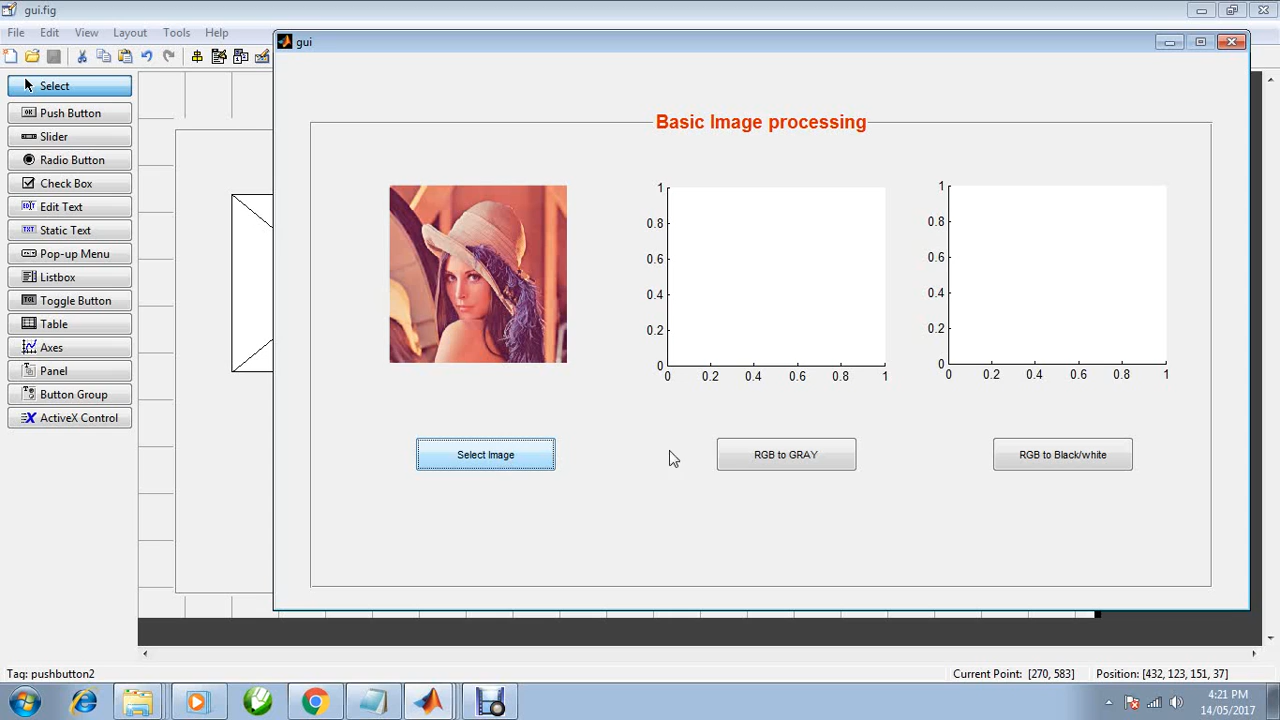 gui.fig
File Edit View Layout Tools Help
gui
Select
Push Button
Slider
Radio Button
Check Box
Edit Text
Static Text
Pop-up Menu
Listbox
Toggle Button
Table
Axes
Panel
Button Group
ActiveX Control
Basic Image processing
1
0.8
0.6
0.4
0.2
0
0 0.2 0.4 0.6 0.8 1
1
0.8
0.6
0.4
0.2
0
0 0.2 0.4 0.6 0.8 1
Select Image
RGB to GRAY
RGB to Black/white
Tag: pushbutton2
Current Point: [270, 583]
Position: [432, 123, 151, 37]
4:21 PM
14/05/2017